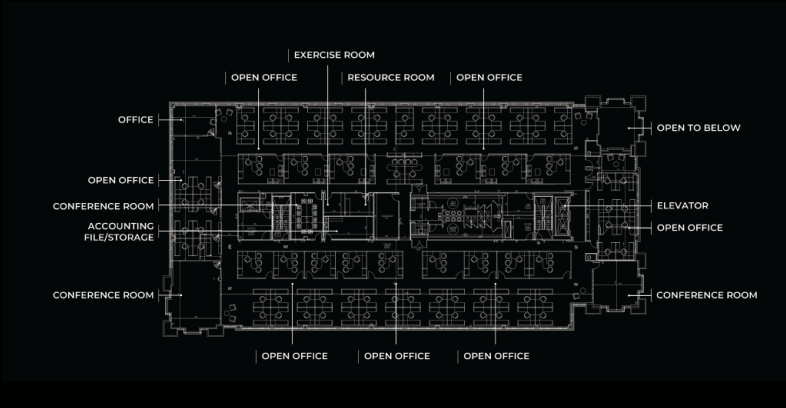 EXERCISE ROOM
OPEN OFFICE
RESOURCE ROOM
OPEN OFFICE
OFFICE
OPEN TO BELOW
OPEN OFFICE
CONFERENCE ROOM
ELEVATOR
ACCOUNTING
FILE/STORAGE
OPEN OFFICE
CONFERENCE ROOM
CONFERENCE ROOM
OPEN OFFICE
OPEN OFFICE
OPEN OFFICE